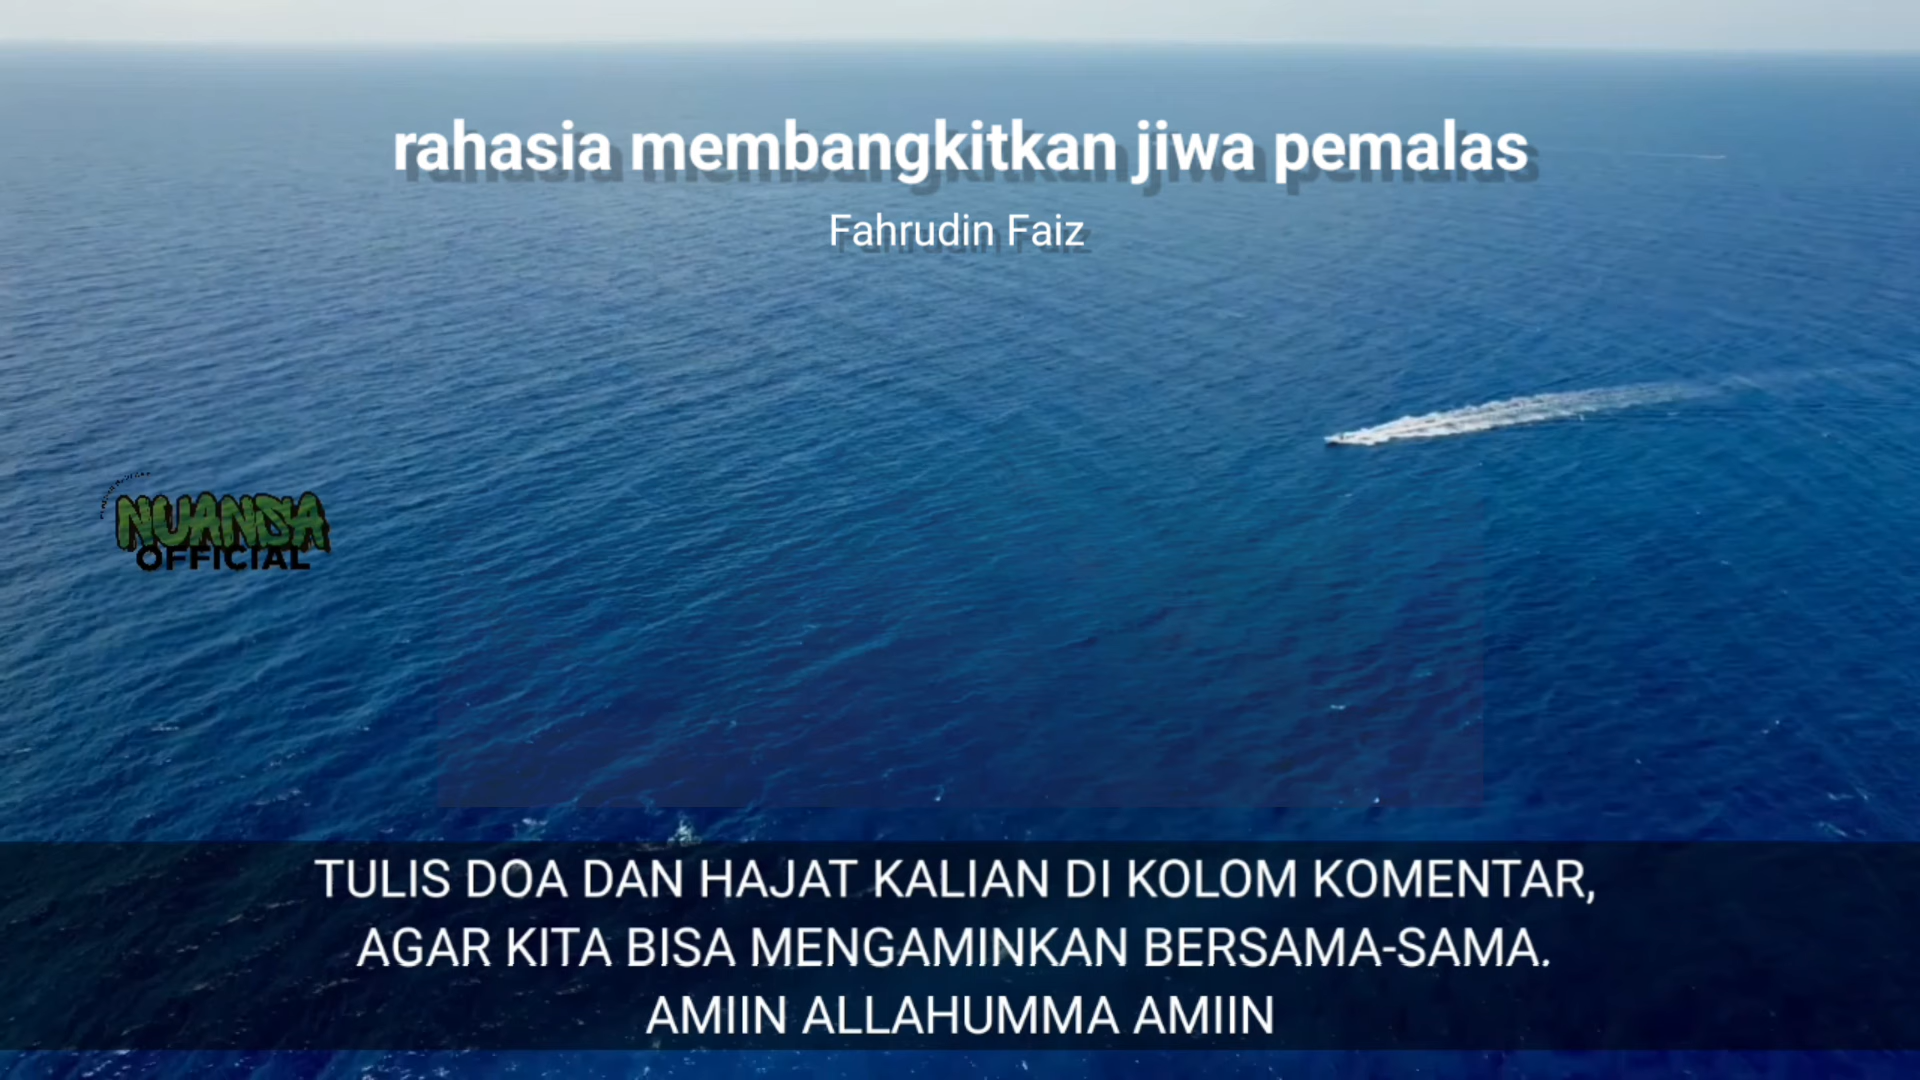 rahasia membangkitkan jiwa pemalas
Fahrudin Faiz
NUANSA
OFFICIAL
TULIS DOA DAN HAJAT KALIAN DI KOLOM KOMENTAR,
AGAR KITA BISA MENGAMINKAN BERSAMA-SAMA.
AMIIN ALLAHUMMA AMIIN